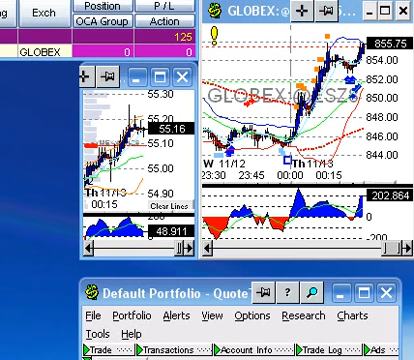 Exch
Position
P / L
OCA Group
Action
125
GLOBEX
0
0
GLOBEX:
55.30
55.16
55.10
55.00
54.90
Th 11/13
00:15
Clear Lines
48.911
855.75
854.00
852.00
850.00
848.00
846.00
844.00
W 11/12
Th 11/13
23:30
23:45
00:00
00:15
202.864
0
-200
Default Portfolio - Quote
File Portfolio Alerts View Options Research Charts
Tools Help
Trade
Transactions
Account Info
Trade Log
Ads